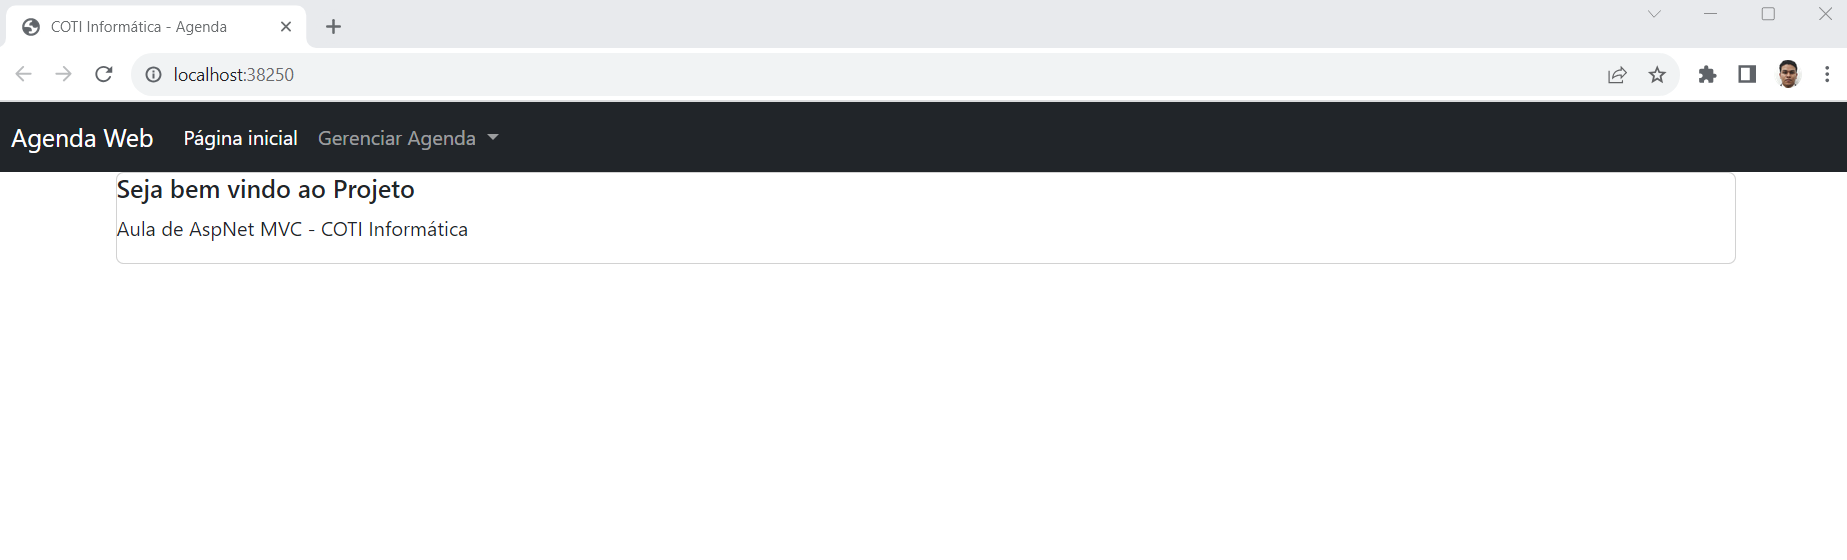 COTI Informática - Agenda
localhost:38250
Agenda Web Página inicial Gerenciar Agenda
Seja bem vindo ao Projeto
Aula de AspNet MVC - COTI Informática